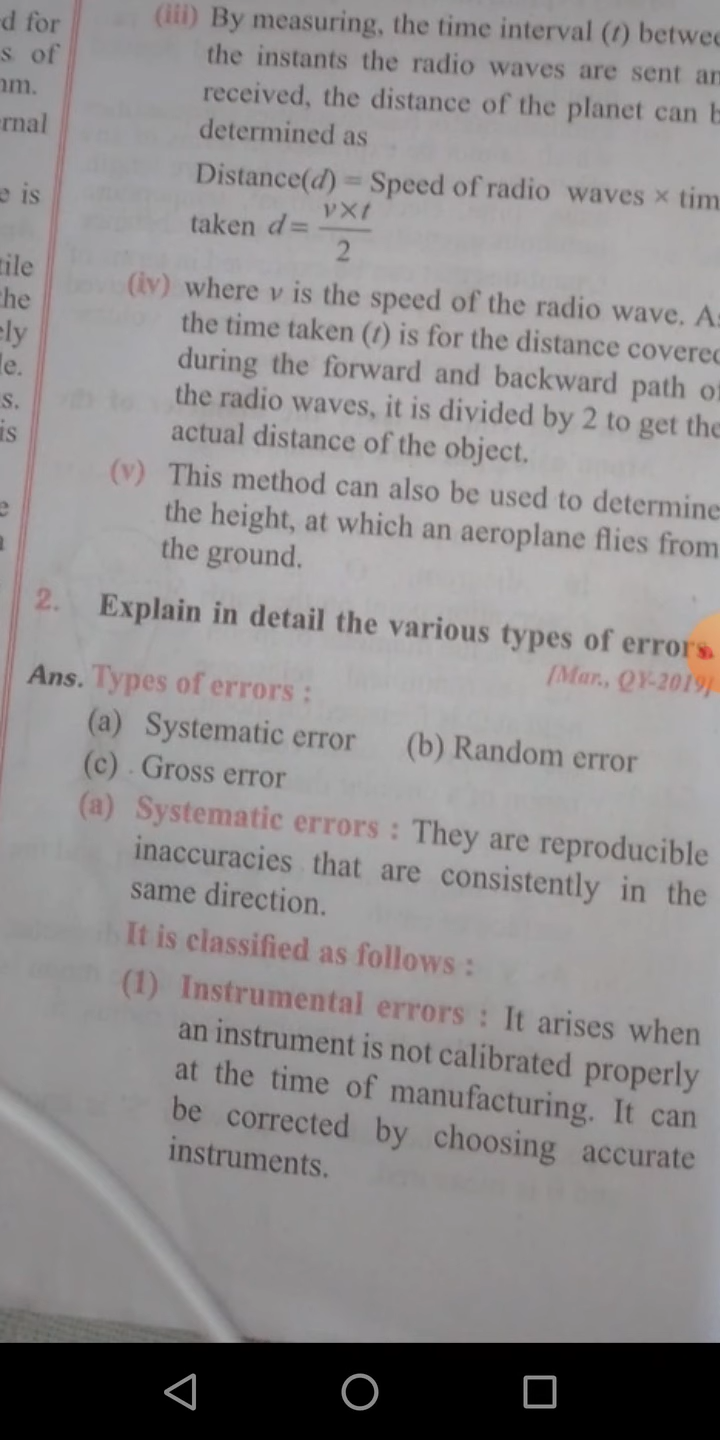 d for
s of
rnal
e is
(iii) By measuring, the time interval (t)
the instants the radio waves are sent
received, the distance of the planet can
determined as
Distance(d) = Speed of radio waves ×
taken d = v×t
2
(iv) where v is the speed of the radio wave.
the time taken (t) is for the distance
during the forward and backward path
the radio waves, it is divided by 2 to get
actual distance of the object.
(v) This method can also be used to determine
the height, at which an aeroplane flies from
the ground.
2. Explain in detail the various types of errors.
[Mar., QY-2019]
Ans. Types of errors :
(a) Systematic error (b) Random error
(c) Gross error
(a) Systematic errors : They are reproducible
inaccuracies that are consistently in the
same direction.
It is classified as follows :
(1) Instrumental errors : It arises when
an instrument is not calibrated properly
at the time of manufacturing. It can
be corrected by choosing accurate
instruments.